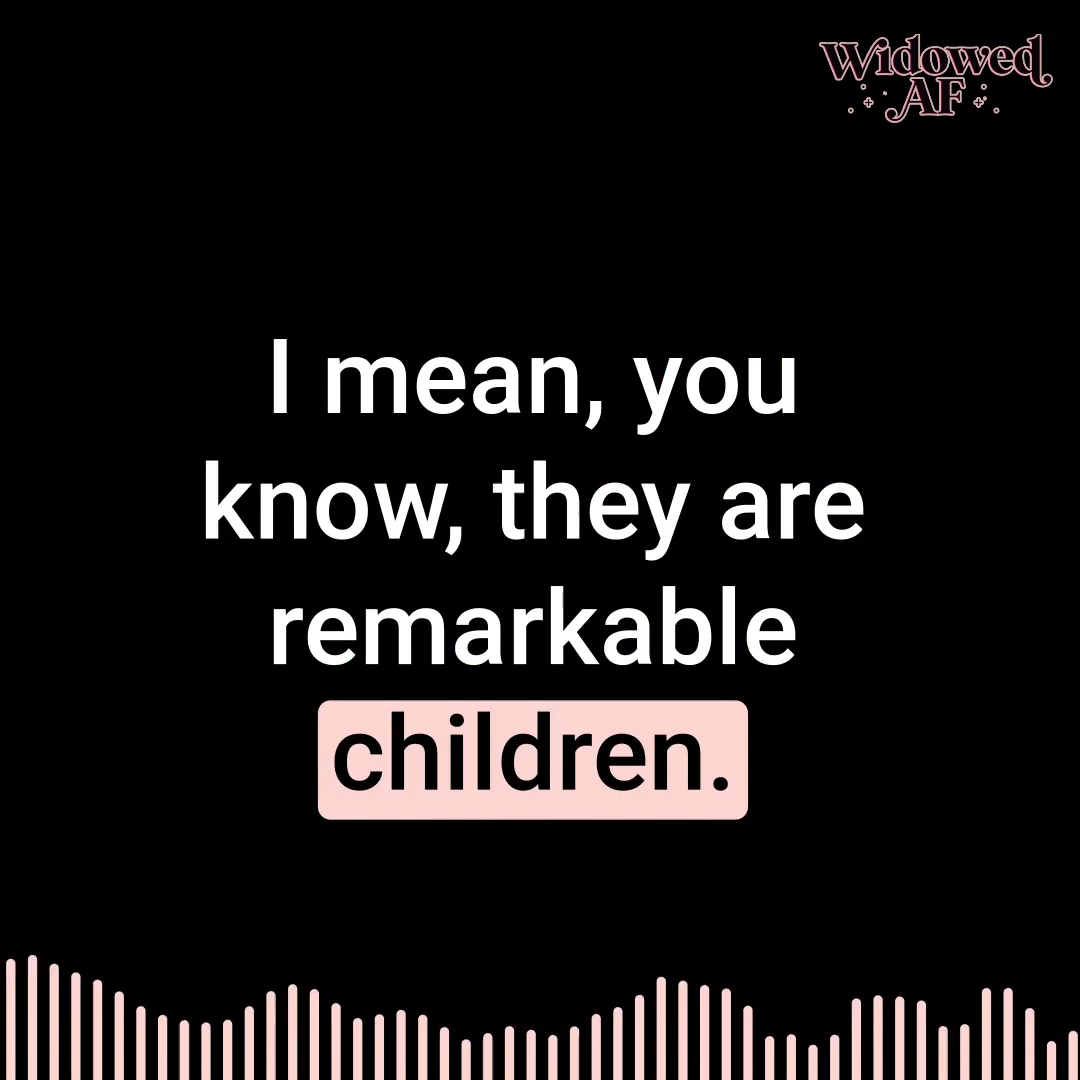 Widowed
AF
I mean, you
know, they are
remarkable
children.